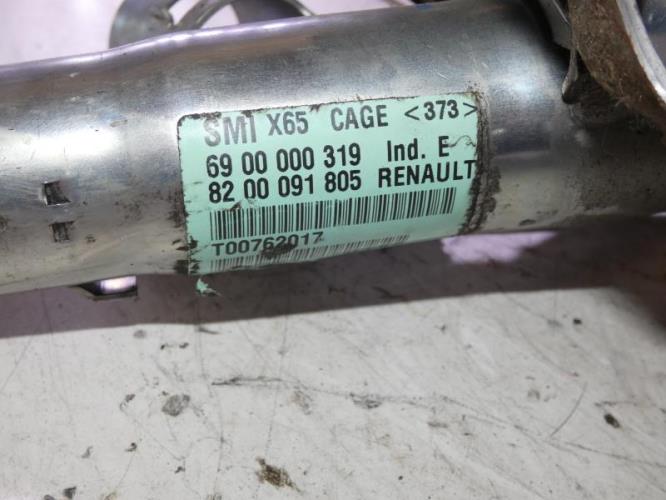 SMI X65 CAGE <373>
69 00 000 319 Ind. E
82 00 091 805 RENAULT
T00762017